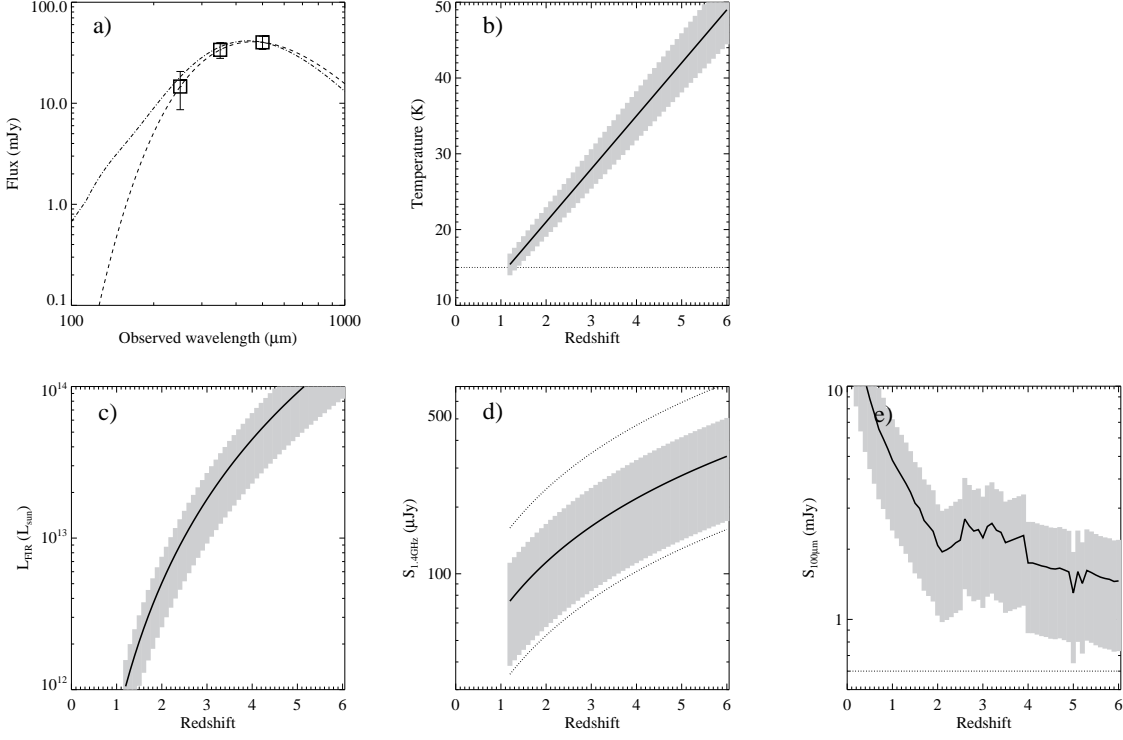 a)
100.0
10.0
1.0
0.1
Flux (mJy)
100 1000
Observed wavelength (μm)
b)
50
40
30
20
10
Temperature (K)
0 1 2 3 4 5 6
Redshift
c)
10^14
10^13
10^12
L_FIR (L_sun)
0 1 2 3 4 5 6
Redshift
d)
500
100
S_1.4GHz (μJy)
0 1 2 3 4 5 6
Redshift
e)
10
1
S_100μm (mJy)
0 1 2 3 4 5 6
Redshift